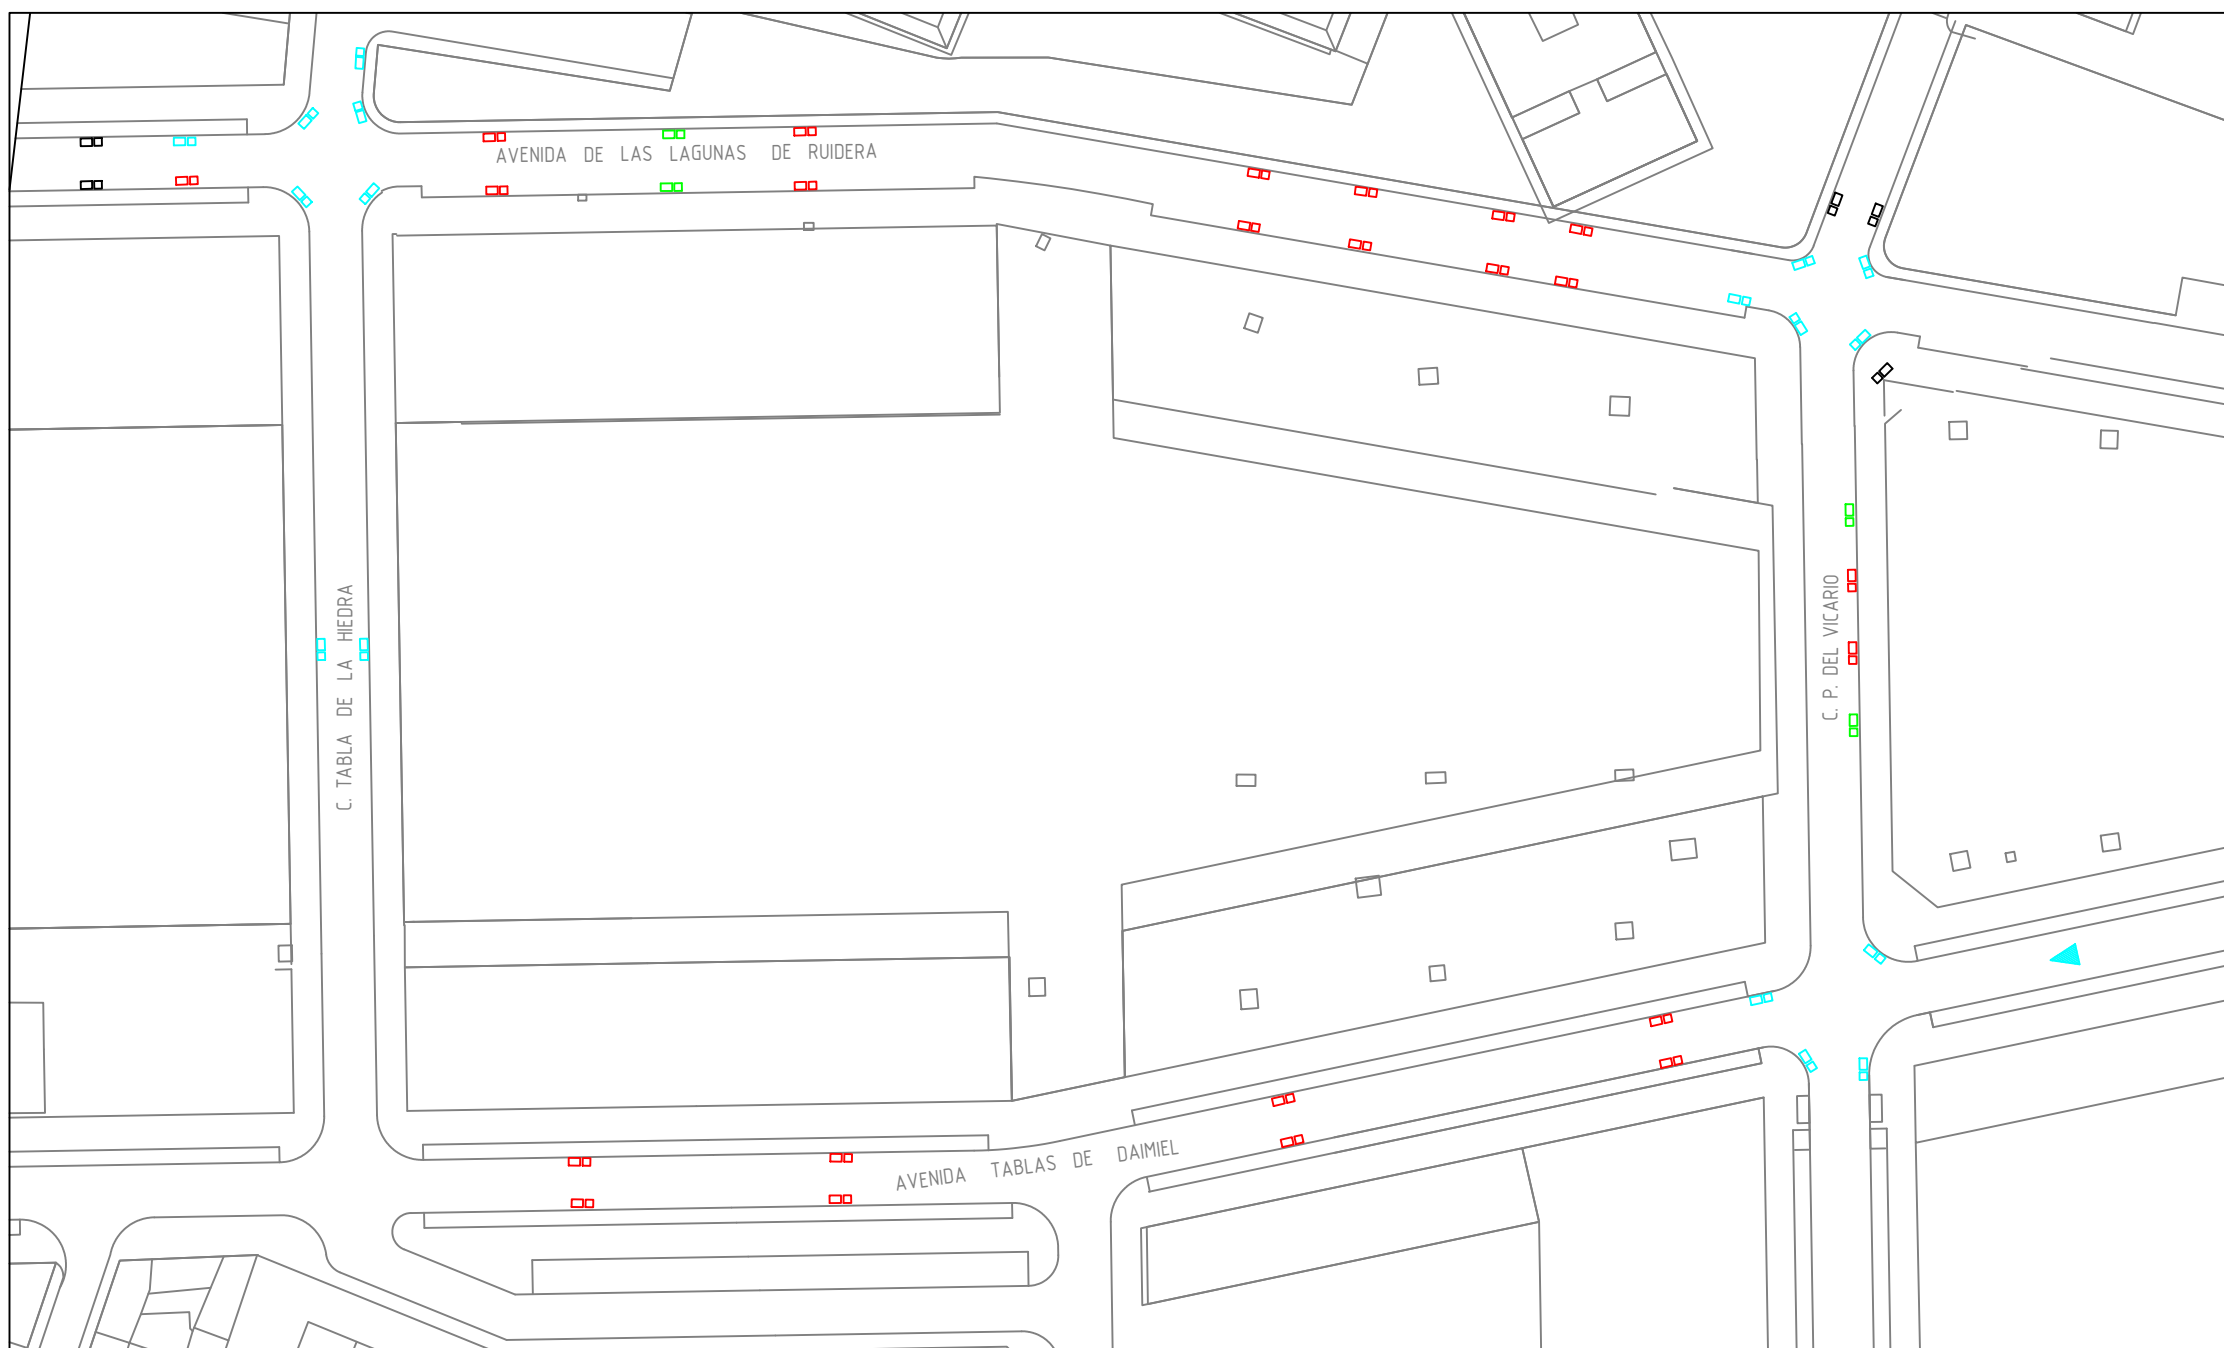 AVENIDA DE LAS LAGUNAS DE RUIDERA
C. TABLA DE LA HIEDRA
C. P. DEL VICARIO
AVENIDA TABLAS DE DAIMIEL